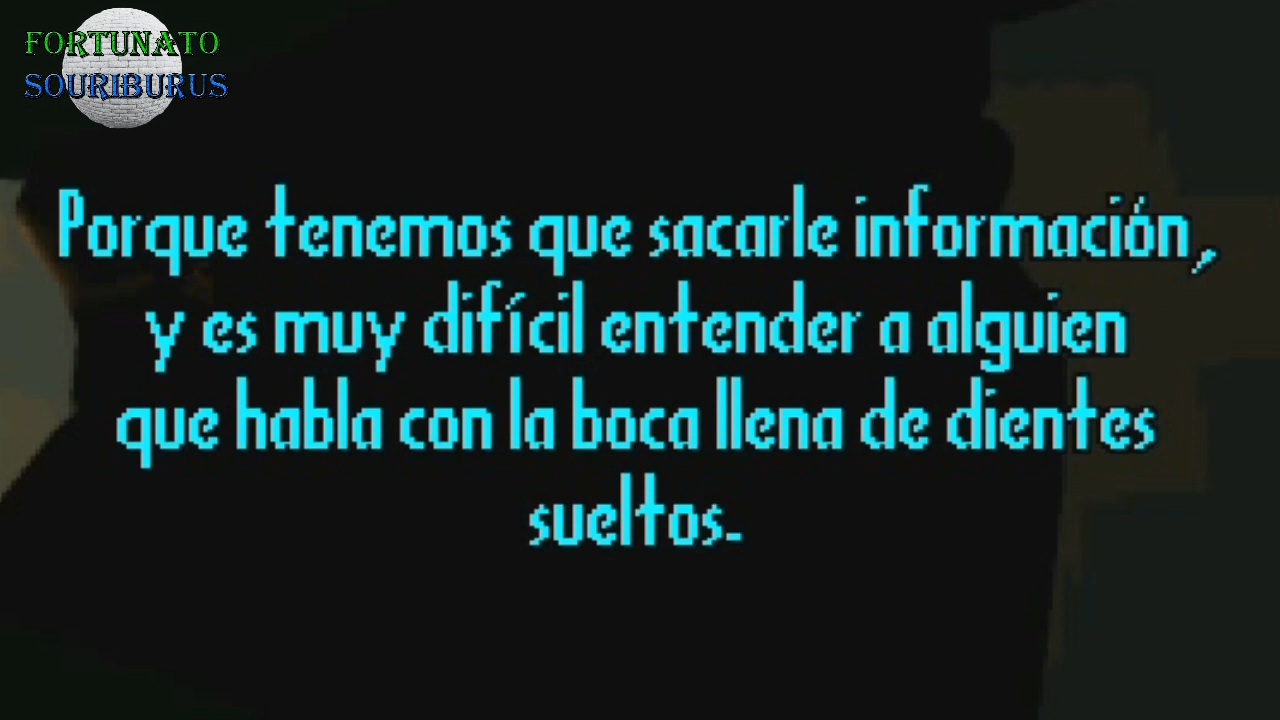 FORTUNATO
SOURIBURUS
Porque tenemos que sacarle información,
y es muy difícil entender a alguien
que habla con la boca llena de dientes
sueltos.